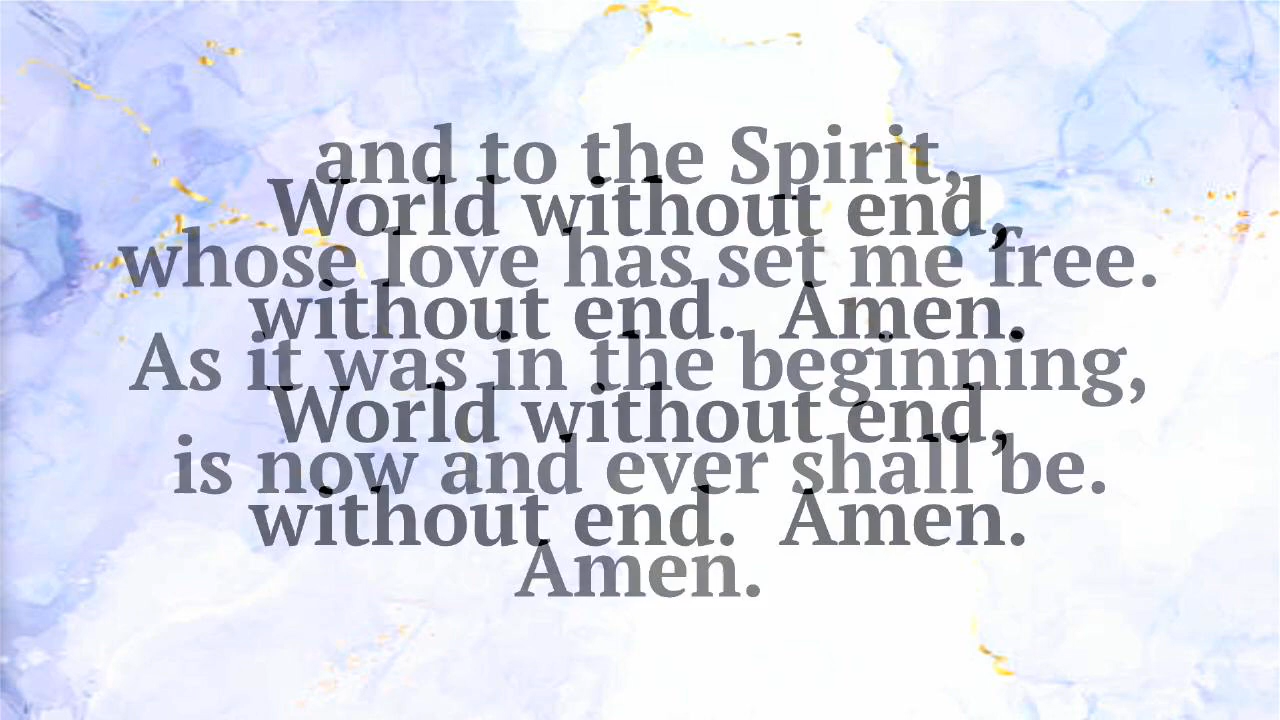 and to the Spirit,
World without end,
whose love has set me free.
without end.  Amen.
As it was in the beginning,
World without end,
is now and ever shall be.
without end.  Amen.
Amen.